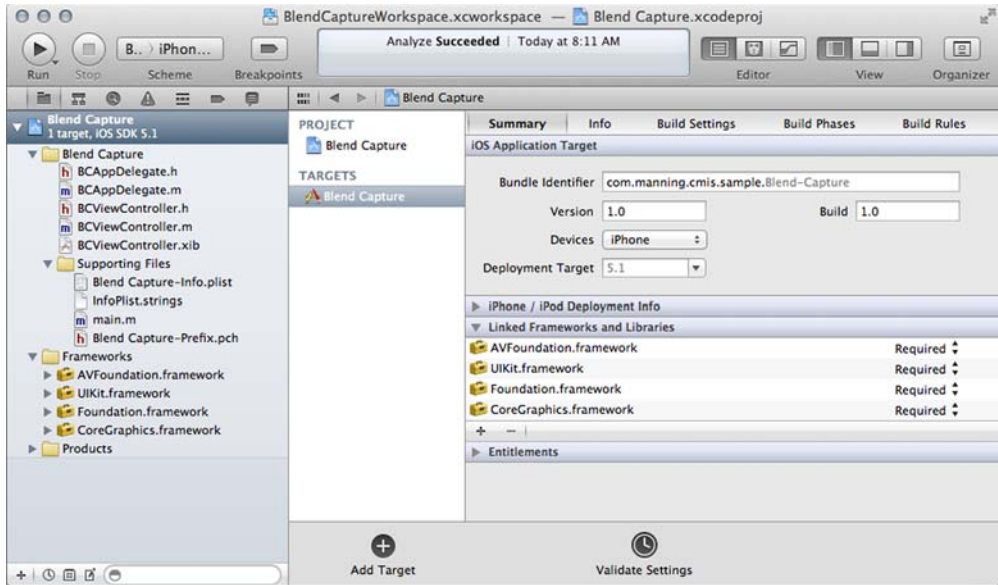 BlendCaptureWorkspace.xcworkspace — Blend Capture.xcodeproj
B.. iPhon...
Analyze Succeeded | Today at 8:11 AM
Run Stop Scheme Breakpoints Editor View Organizer
Blend Capture
Blend Capture
1 target, iOS SDK 5.1
Blend Capture
BCAppDelegate.h
BCAppDelegate.m
BCViewController.h
BCViewController.m
BCViewController.xib
Supporting Files
Blend Capture-Info.plist
InfoPlist.strings
main.m
Blend Capture-Prefix.pch
Frameworks
AVFoundation.framework
UIKit.framework
Foundation.framework
CoreGraphics.framework
Products
PROJECT
Blend Capture
TARGETS
Blend Capture
Summary Info Build Settings Build Phases Build Rules
iOS Application Target
Bundle Identifier com.manning.cmis.sample.Blend-Capture
Version 1.0 Build 1.0
Devices iPhone
Deployment Target 5.1
iPhone / iPod Deployment Info
Linked Frameworks and Libraries
AVFoundation.framework Required
UIKit.framework Required
Foundation.framework Required
CoreGraphics.framework Required
Entitlements
Add Target Validate Settings